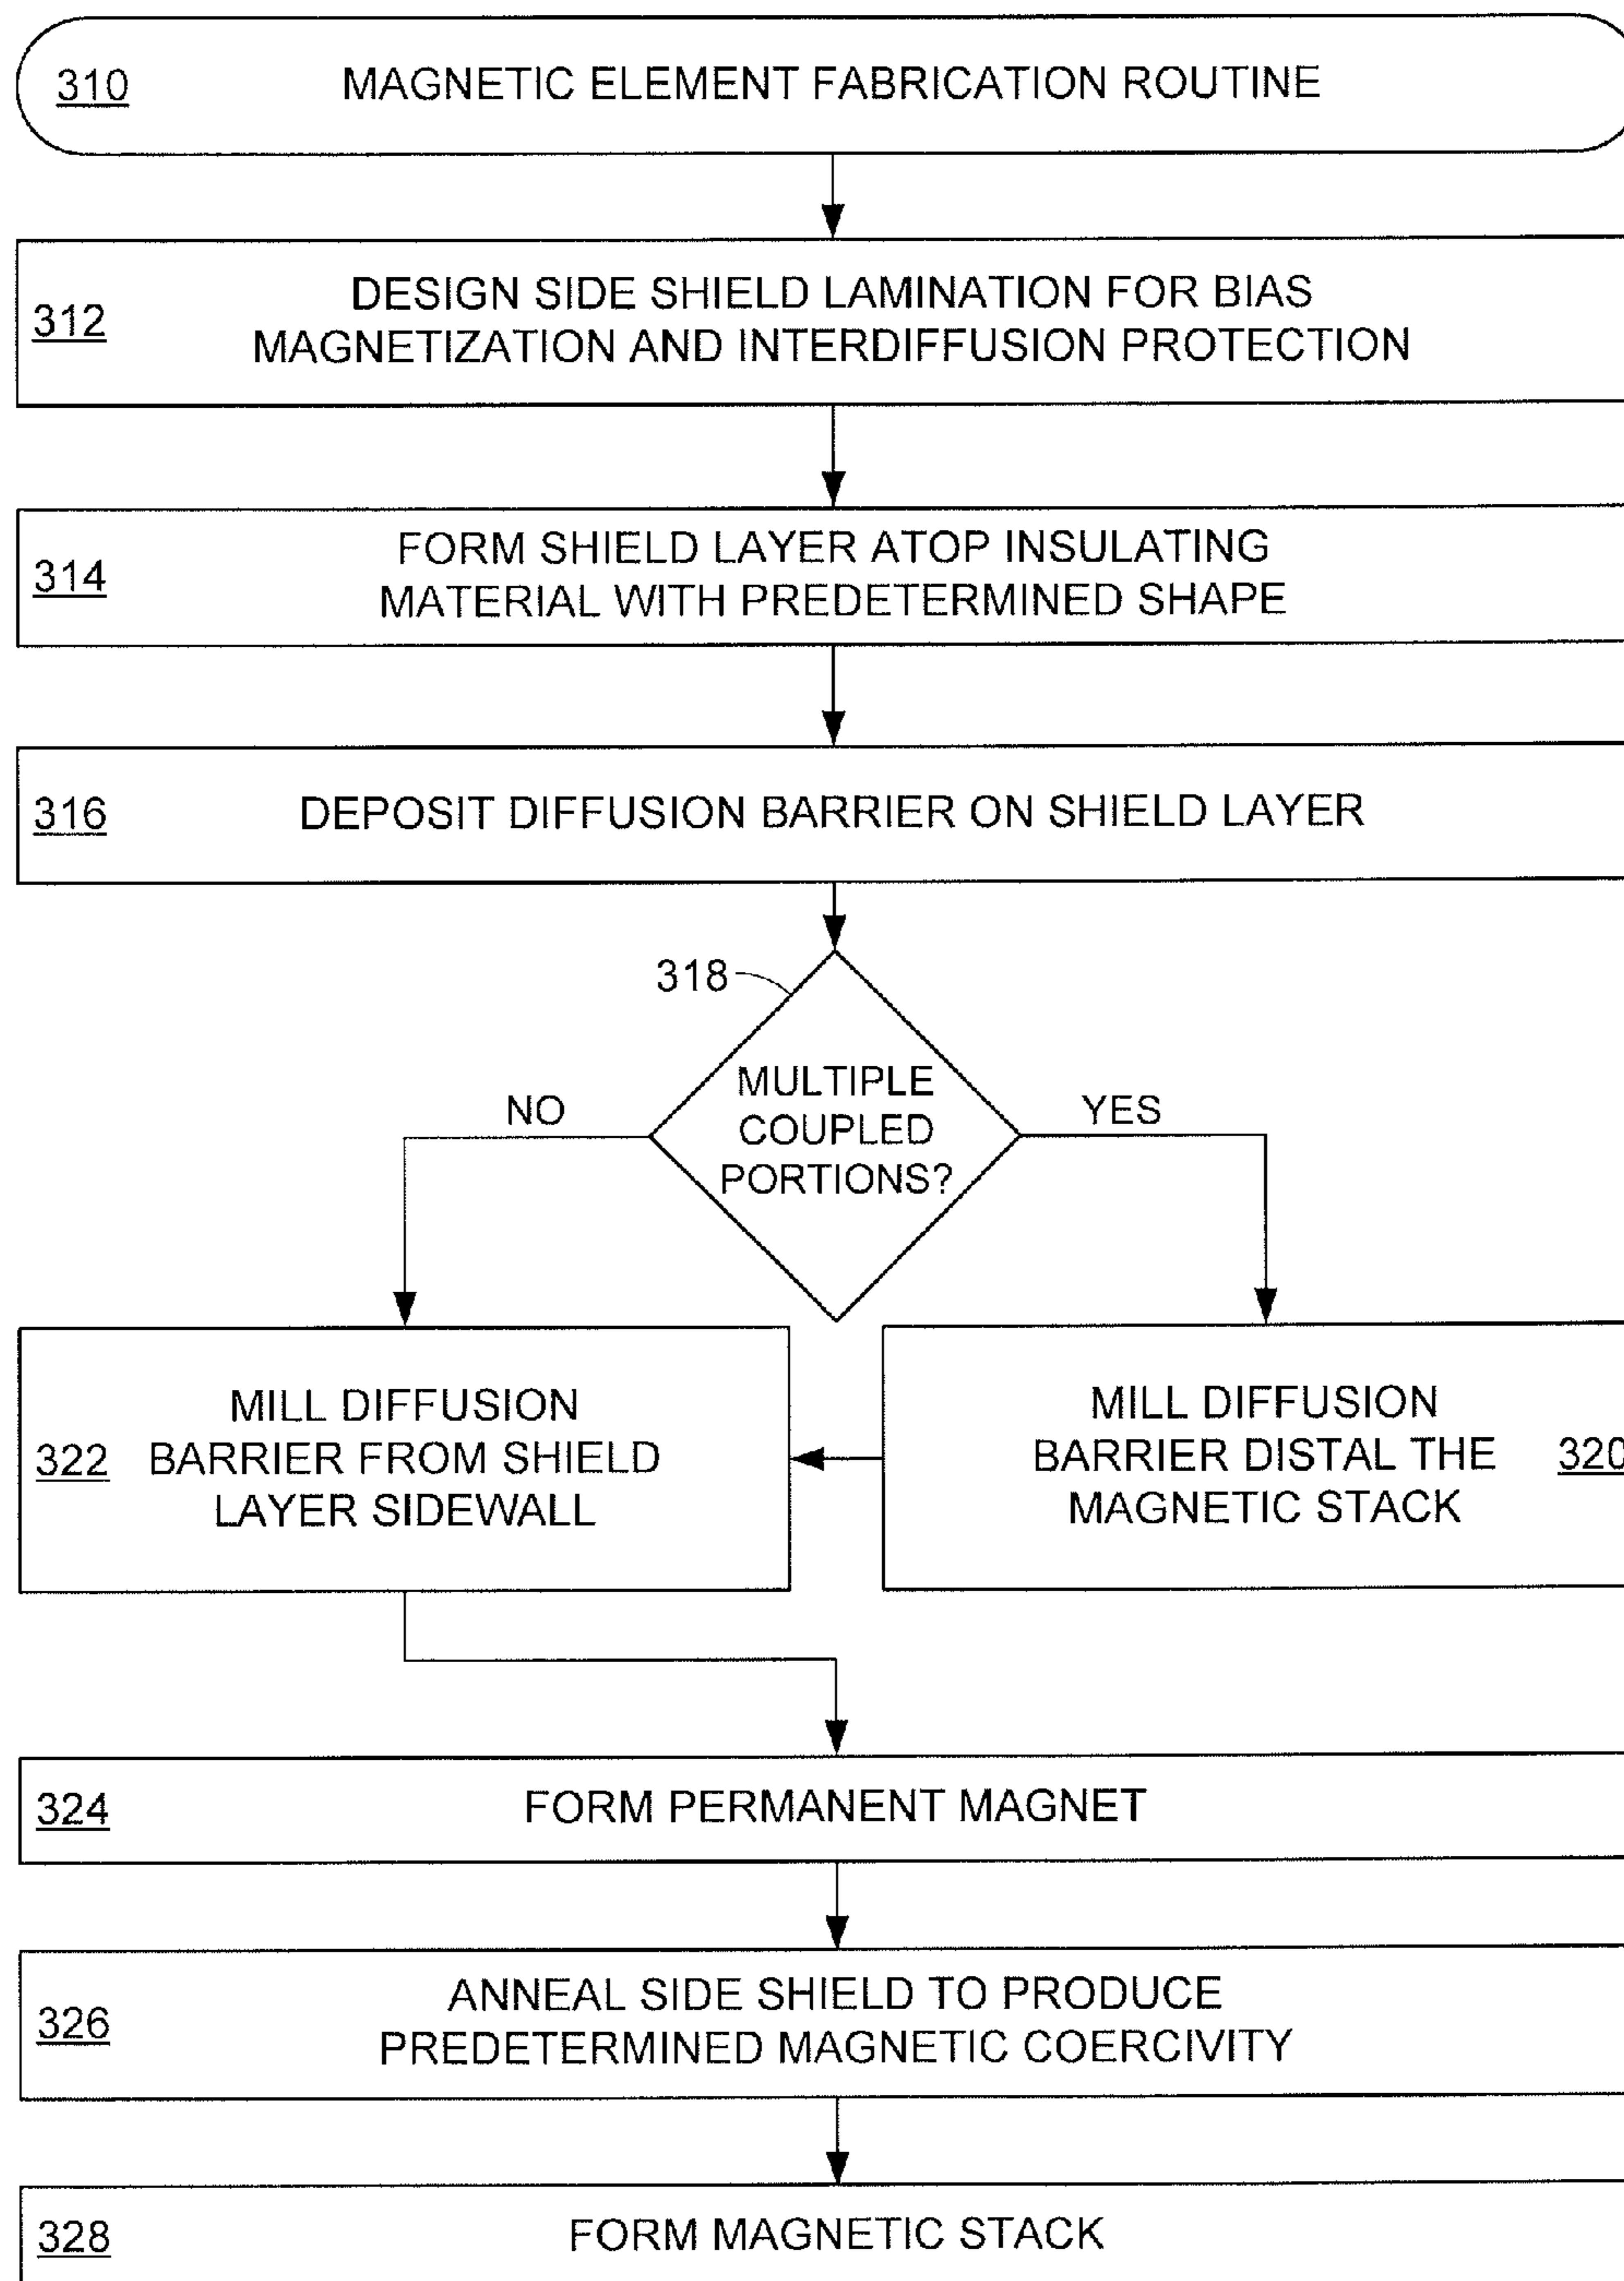 310
MAGNETIC ELEMENT FABRICATION ROUTINE
312
DESIGN SIDE SHIELD LAMINATION FOR BIAS
MAGNETIZATION AND INTERDIFFUSION PROTECTION
314
FORM SHIELD LAYER ATOP INSULATING
MATERIAL WITH PREDETERMINED SHAPE
316
DEPOSIT DIFFUSION BARRIER ON SHIELD LAYER
318
MULTIPLE
COUPLED
PORTIONS?
NO
YES
322
MILL DIFFUSION
BARRIER FROM SHIELD
LAYER SIDEWALL
MILL DIFFUSION
BARRIER DISTAL THE
MAGNETIC STACK
320
324
FORM PERMANENT MAGNET
326
ANNEAL SIDE SHIELD TO PRODUCE
PREDETERMINED MAGNETIC COERCIVITY
328
FORM MAGNETIC STACK